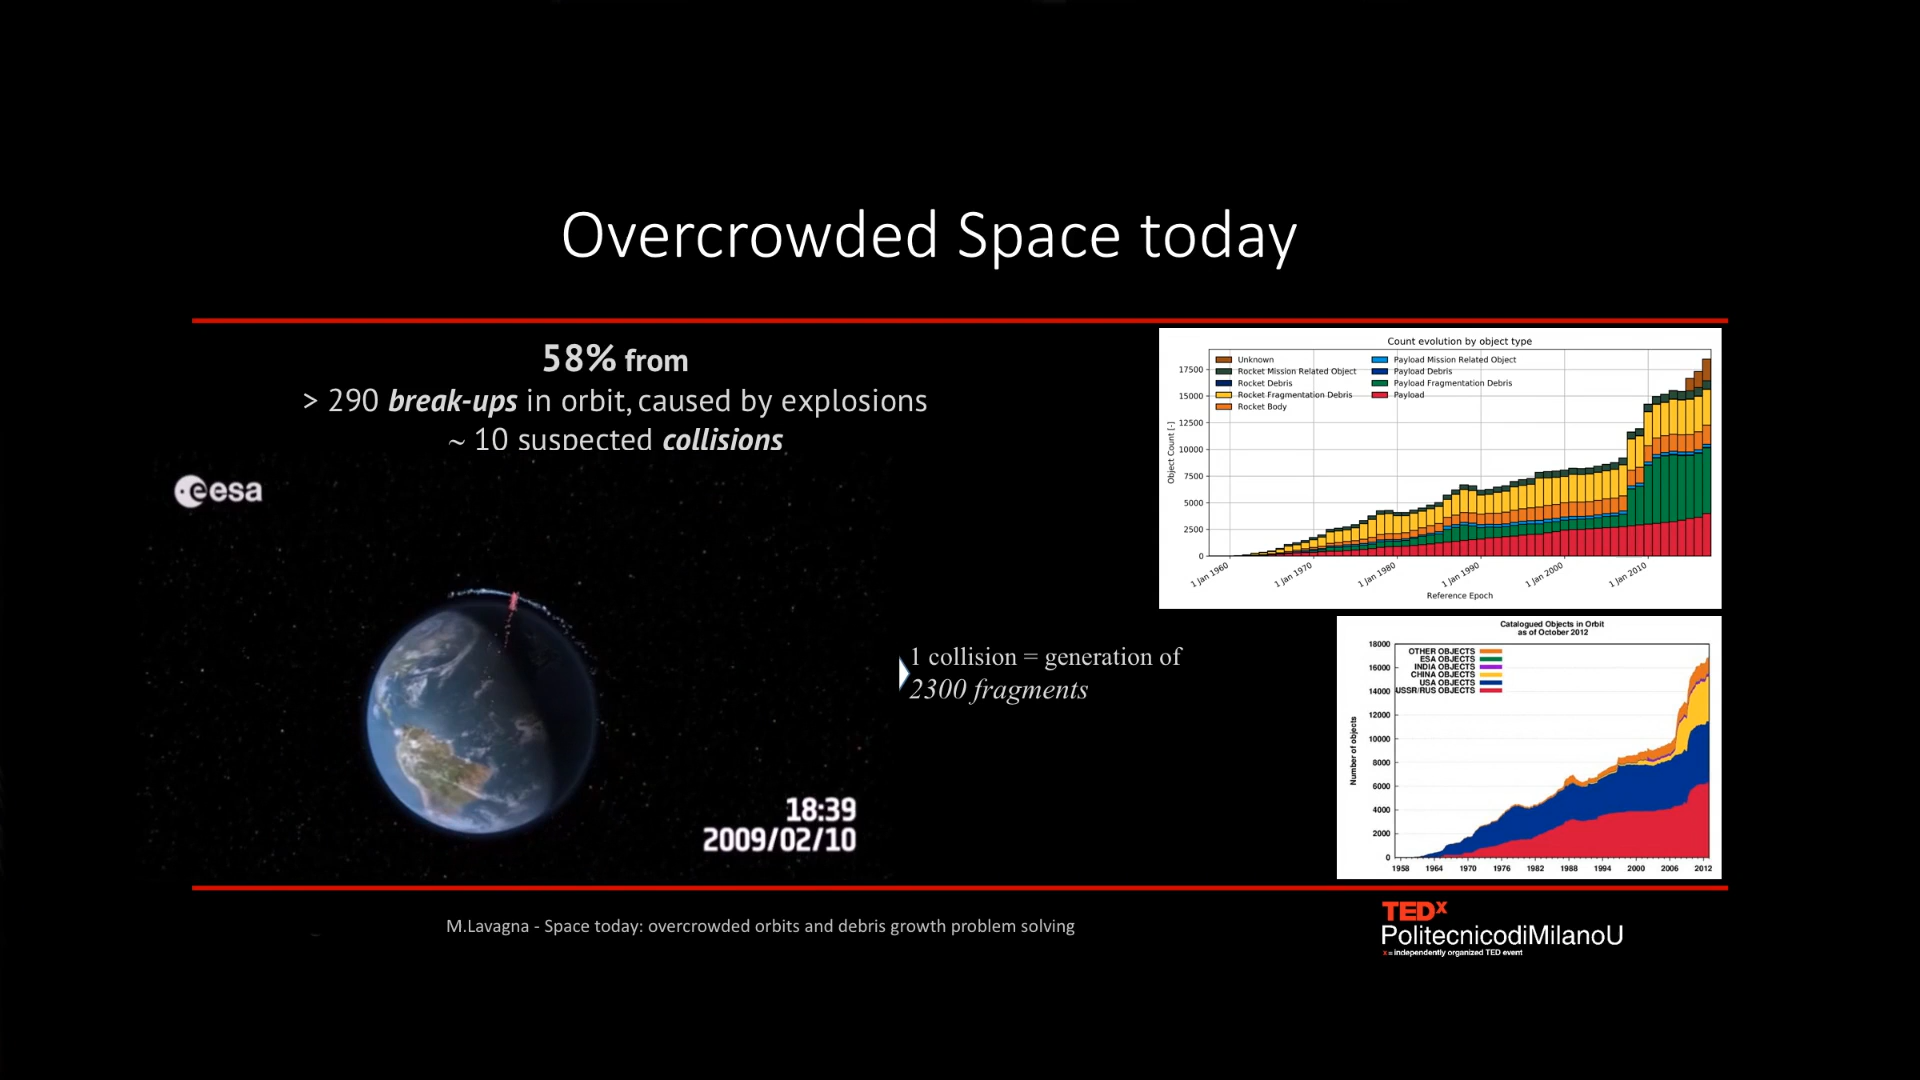 Overcrowded Space today
58% from
> 290 break-ups in orbit, caused by explosions
~ 10 suspected collisions
esa
18:39
2009/02/10
1 collision = generation of
2300 fragments
Count evolution by object type
Unknown
Rocket Mission Related Object
Rocket Debris
Rocket Fragmentation Debris
Rocket Body
Payload Mission Related Object
Payload Debris
Payload Fragmentation Debris
Payload
Object Count [-]
17500
15000
12500
10000
7500
5000
2500
0
1 Jan 1960
1 Jan 1970
1 Jan 1980
1 Jan 1990
1 Jan 2000
1 Jan 2010
Reference Epoch
Catalogued Objects in Orbit
as of October 2012
OTHER OBJECTS
ESA OBJECTS
INDIA OBJECTS
CHINA OBJECTS
USA OBJECTS
USSR/RUS OBJECTS
Number of objects
18000
16000
14000
12000
10000
8000
6000
4000
2000
0
1958 1964 1970 1976 1982 1988 1994 2000 2006 2012
M.Lavagna - Space today: overcrowded orbits and debris growth problem solving
TEDx
PolitecnicodiMilanoU
x = independently organized TED event